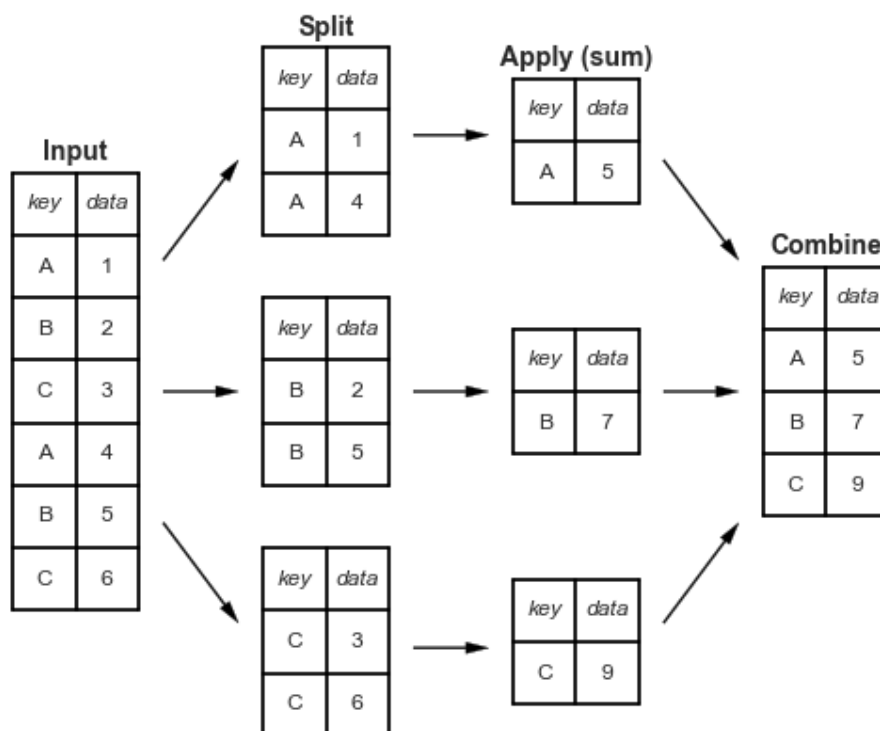 Input
key data
A 1
B 2
C 3
A 4
B 5
C 6
Split
key data
A 1
A 4
key data
B 2
B 5
key data
C 3
C 6
Apply (sum)
key data
A 5
key data
B 7
key data
C 9
Combine
key data
A 5
B 7
C 9